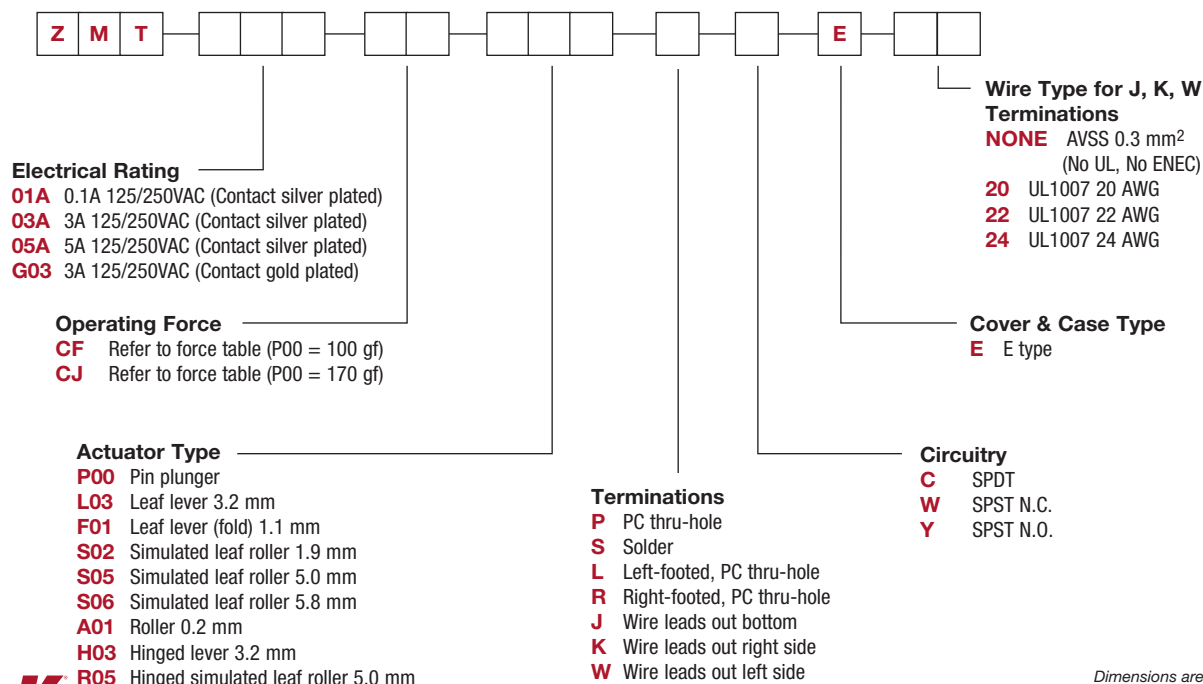 Z M T E
Wire Type for J, K, W
Terminations
NONE AVSS 0.3 mm2
(No UL, No ENEC)
20 UL1007 20 AWG
22 UL1007 22 AWG
24 UL1007 24 AWG
Electrical Rating
01A 0.1A 125/250VAC (Contact silver plated)
03A 3A 125/250VAC (Contact silver plated)
05A 5A 125/250VAC (Contact silver plated)
G03 3A 125/250VAC (Contact gold plated)
Operating Force
CF Refer to force table (P00 = 100 gf)
CJ Refer to force table (P00 = 170 gf)
Cover & Case Type
E E type
Actuator Type
P00 Pin plunger
L03 Leaf lever 3.2 mm
F01 Leaf lever (fold) 1.1 mm
S02 Simulated leaf roller 1.9 mm
S05 Simulated leaf roller 5.0 mm
S06 Simulated leaf roller 5.8 mm
A01 Roller 0.2 mm
H03 Hinged lever 3.2 mm
R05 Hinged simulated leaf roller 5.0 mm
Terminations
P PC thru-hole
S Solder
L Left-footed, PC thru-hole
R Right-footed, PC thru-hole
J Wire leads out bottom
K Wire leads out right side
W Wire leads out left side
Circuitry
C SPDT
W SPST N.C.
Y SPST N.O.
Dimensions are